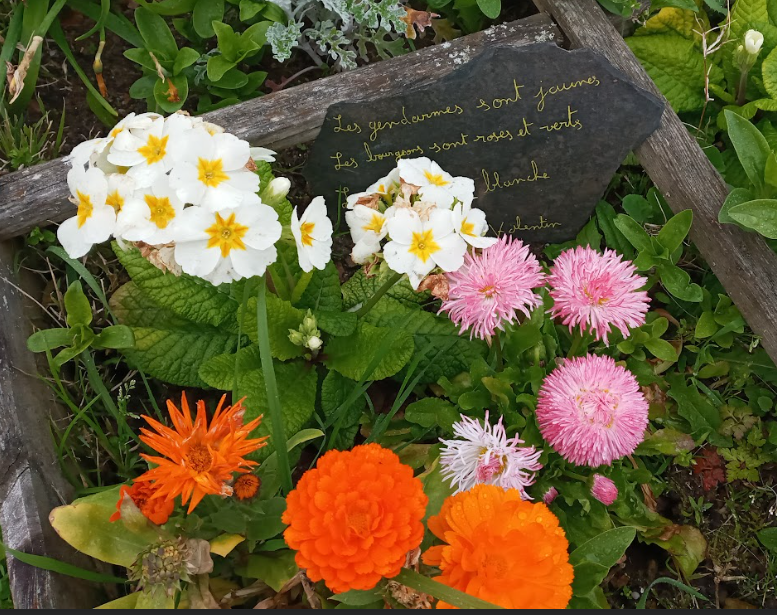 Les gendarmes sont jaunes
Les bourgeons sont roses et verts
blanche